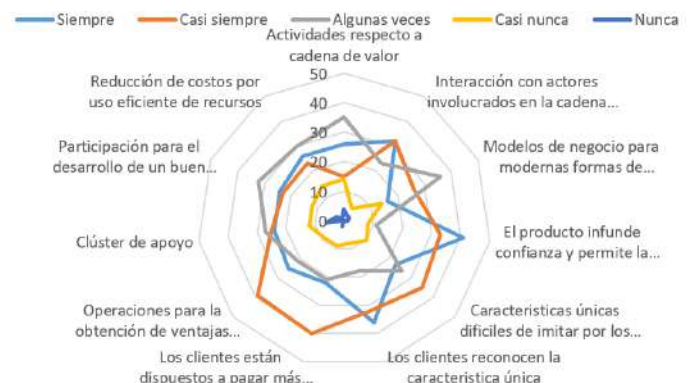 Siempre
Casi siempre
Algunas veces
Casi nunca
Nunca
Actividades respecto a
cadena de valor
50
40
30
20
10
0
Interacción con actores
involucrados en la cadena...
Modelos de negocio para
modernas formas de...
El producto infunde
confianza y permite la...
Caracteristicas únicas
dificiles de imitar por los...
Los clientes reconocen la
caracteristica única
Los clientes están
dispuestos a pagar más...
Operaciones para la
obtención de ventajas...
Clúster de apoyo
Participación para el
desarrollo de un buen...
Reducción de costos por
uso eficiente de recursos